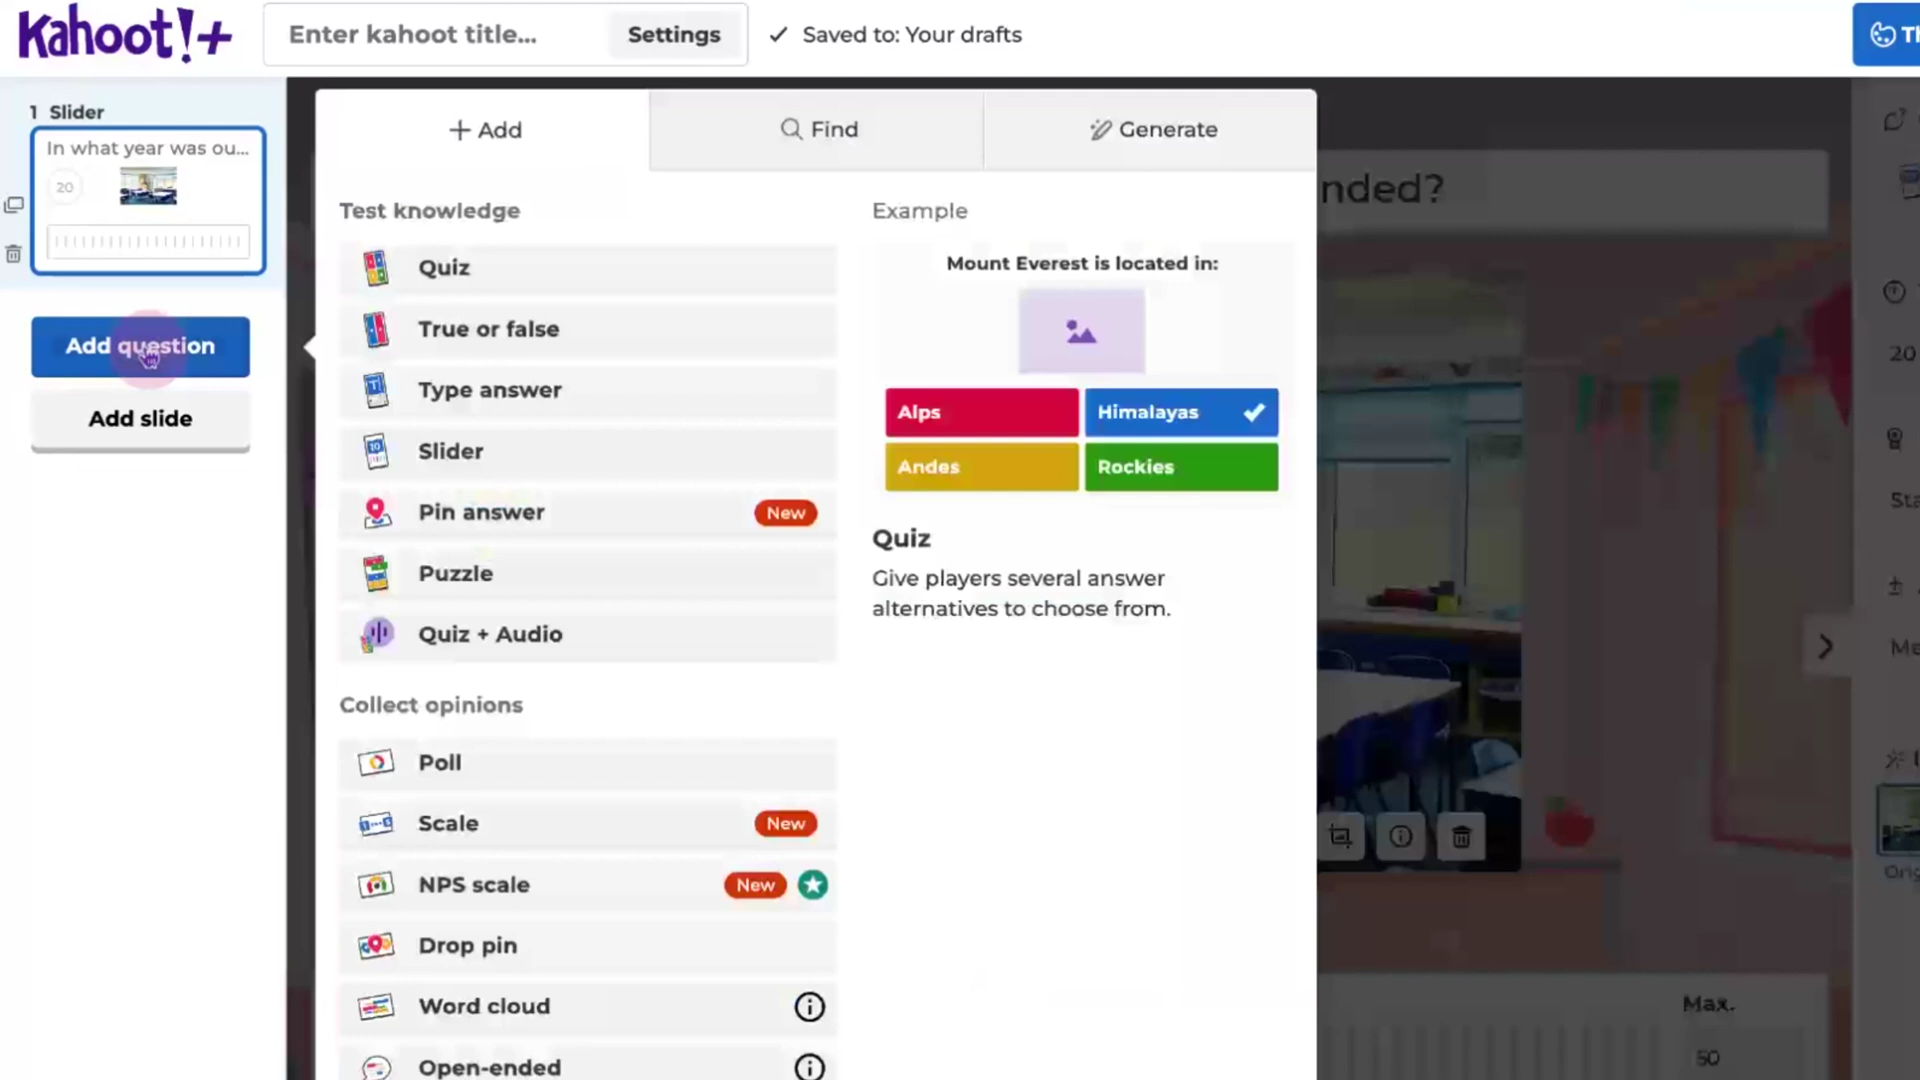 Kahoot!+
Enter kahoot title...
Settings
✓ Saved to: Your drafts
Th
1 Slider
In what year was ou...
20
Add question
Add slide
+ Add
Find
Generate
Test knowledge
Quiz
True or false
Type answer
Slider
Pin answer
New
Puzzle
Quiz + Audio
Collect opinions
Poll
Scale
New
NPS scale
New
Drop pin
Word cloud
Open-ended
Example
Mount Everest is located in:
Alps
Himalayas
Andes
Rockies
Quiz
Give players several answer
alternatives to choose from.
nded?
20
Sta
Me
Orig
Max.
50